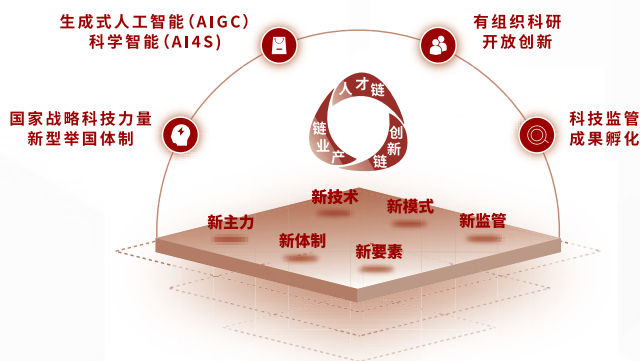 生成式人工智能（AIGC）
科学智能（AI4S）
有组织科研
开放创新
国家战略科技力量
新型举国体制
科技监管
成果孵化
人才链
创新链
产业链
新技术
新模式
新主力
新监管
新体制
新要素